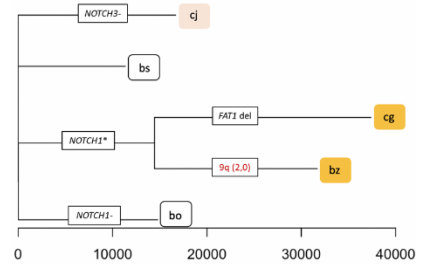 NOTCH3-
cj
bs
FAT1 del
cg
NOTCH1*
9q (2,0)
bz
NOTCH1-
bo
0 10000 20000 30000 40000